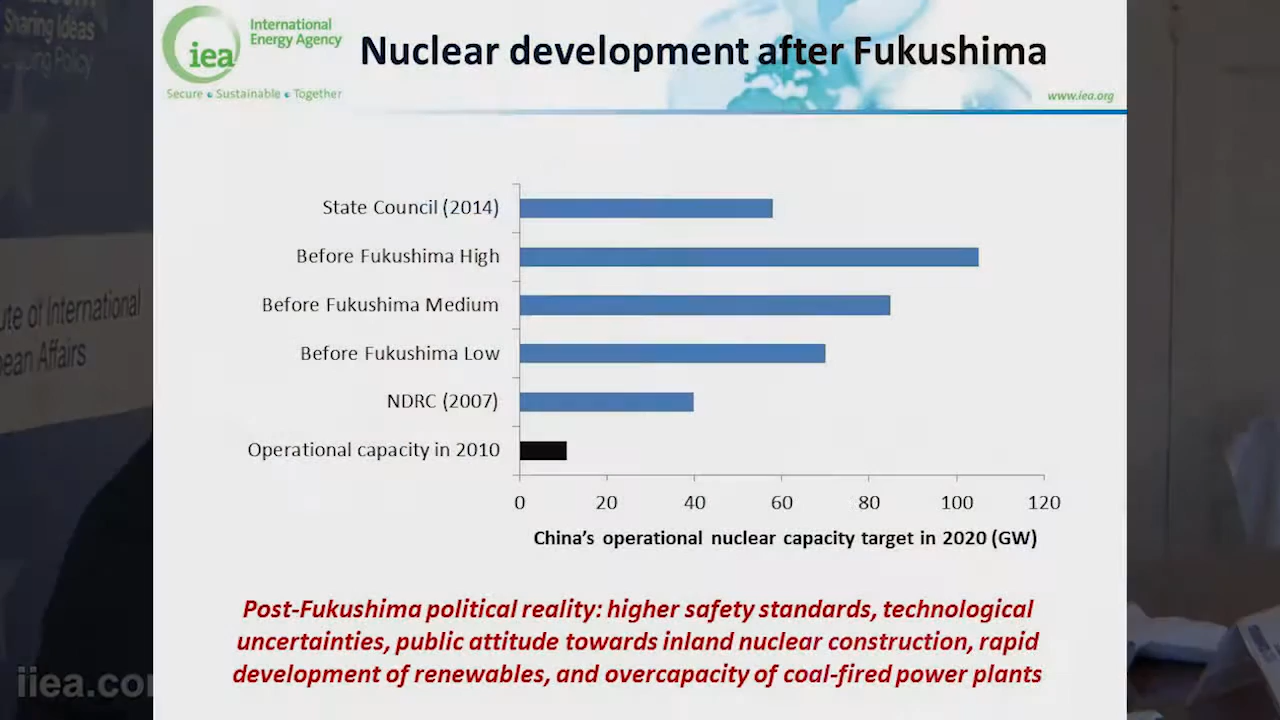 Sharing Ideas
Policy
International
Energy Agency
iea
Secure • Sustainable • Together
Nuclear development after Fukushima
www.iea.org
State Council (2014)
Before Fukushima High
Before Fukushima Medium
Before Fukushima Low
NDRC (2007)
Operational capacity in 2010
0 20 40 60 80 100 120
China's operational nuclear capacity target in 2020 (GW)
of International
Affairs
Post-Fukushima political reality: higher safety standards, technological
uncertainties, public attitude towards inland nuclear construction, rapid
development of renewables, and overcapacity of coal-fired power plants
iiea.co